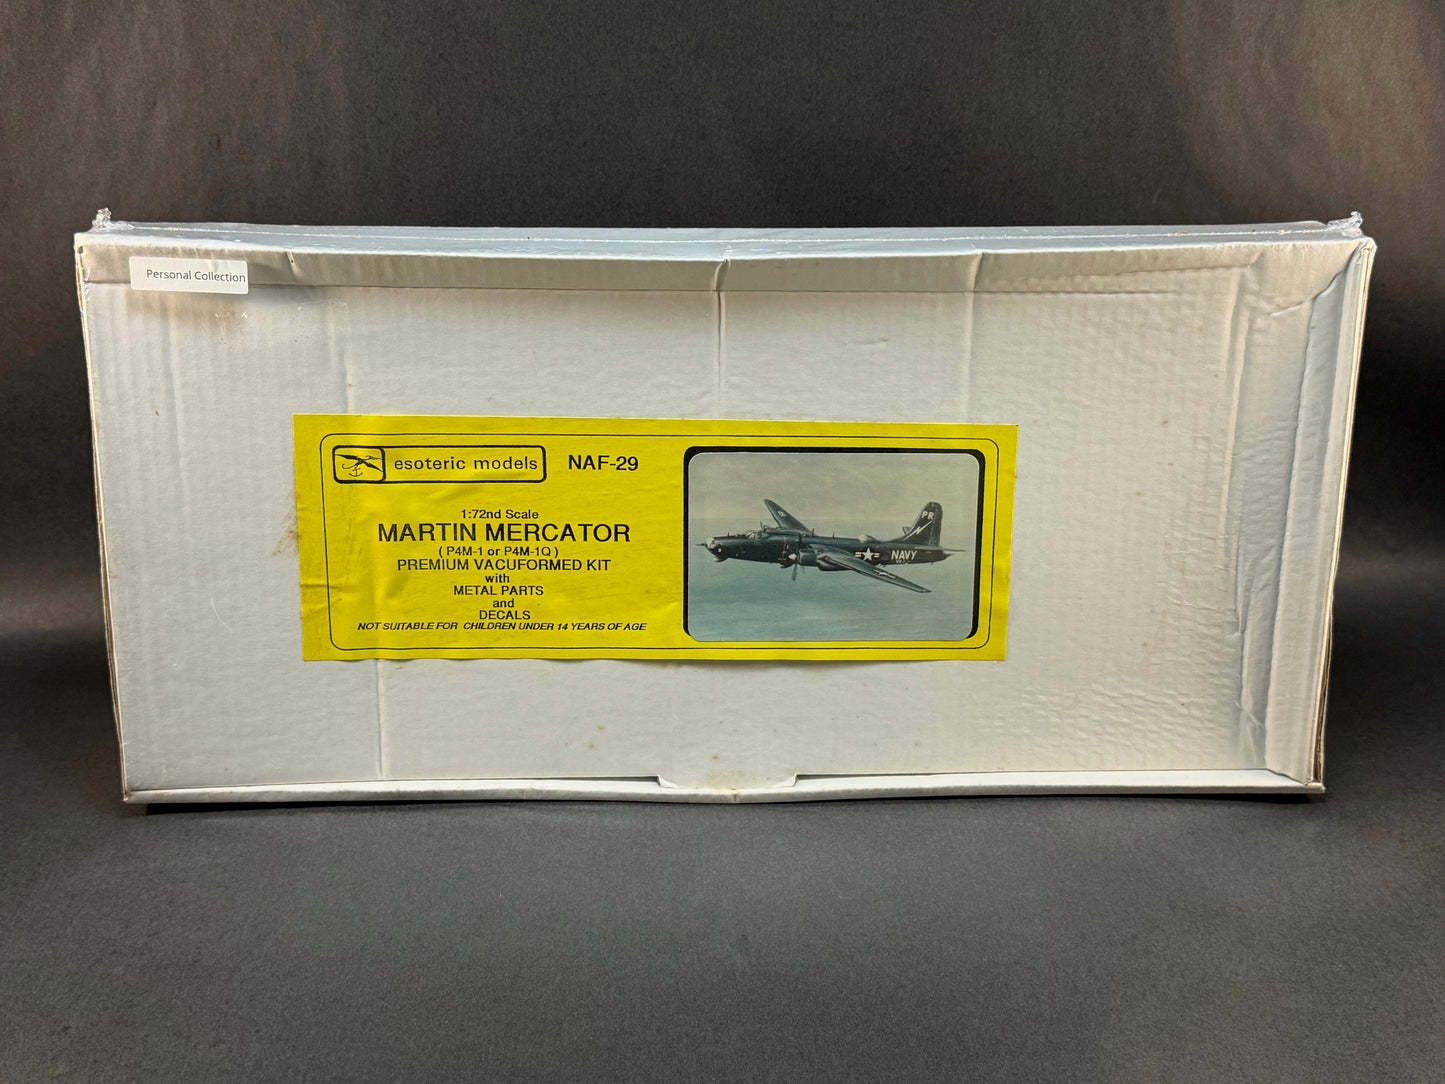 Personal Collection
esoteric models NAF-29
1:72nd Scale
MARTIN MERCATOR
( P4M-1 or P4M-1Q )
PREMIUM VACUFORMED KIT
with
METAL PARTS
and
DECALS
NOT SUITABLE FOR CHILDREN UNDER 14 YEARS OF AGE
PR
NAVY